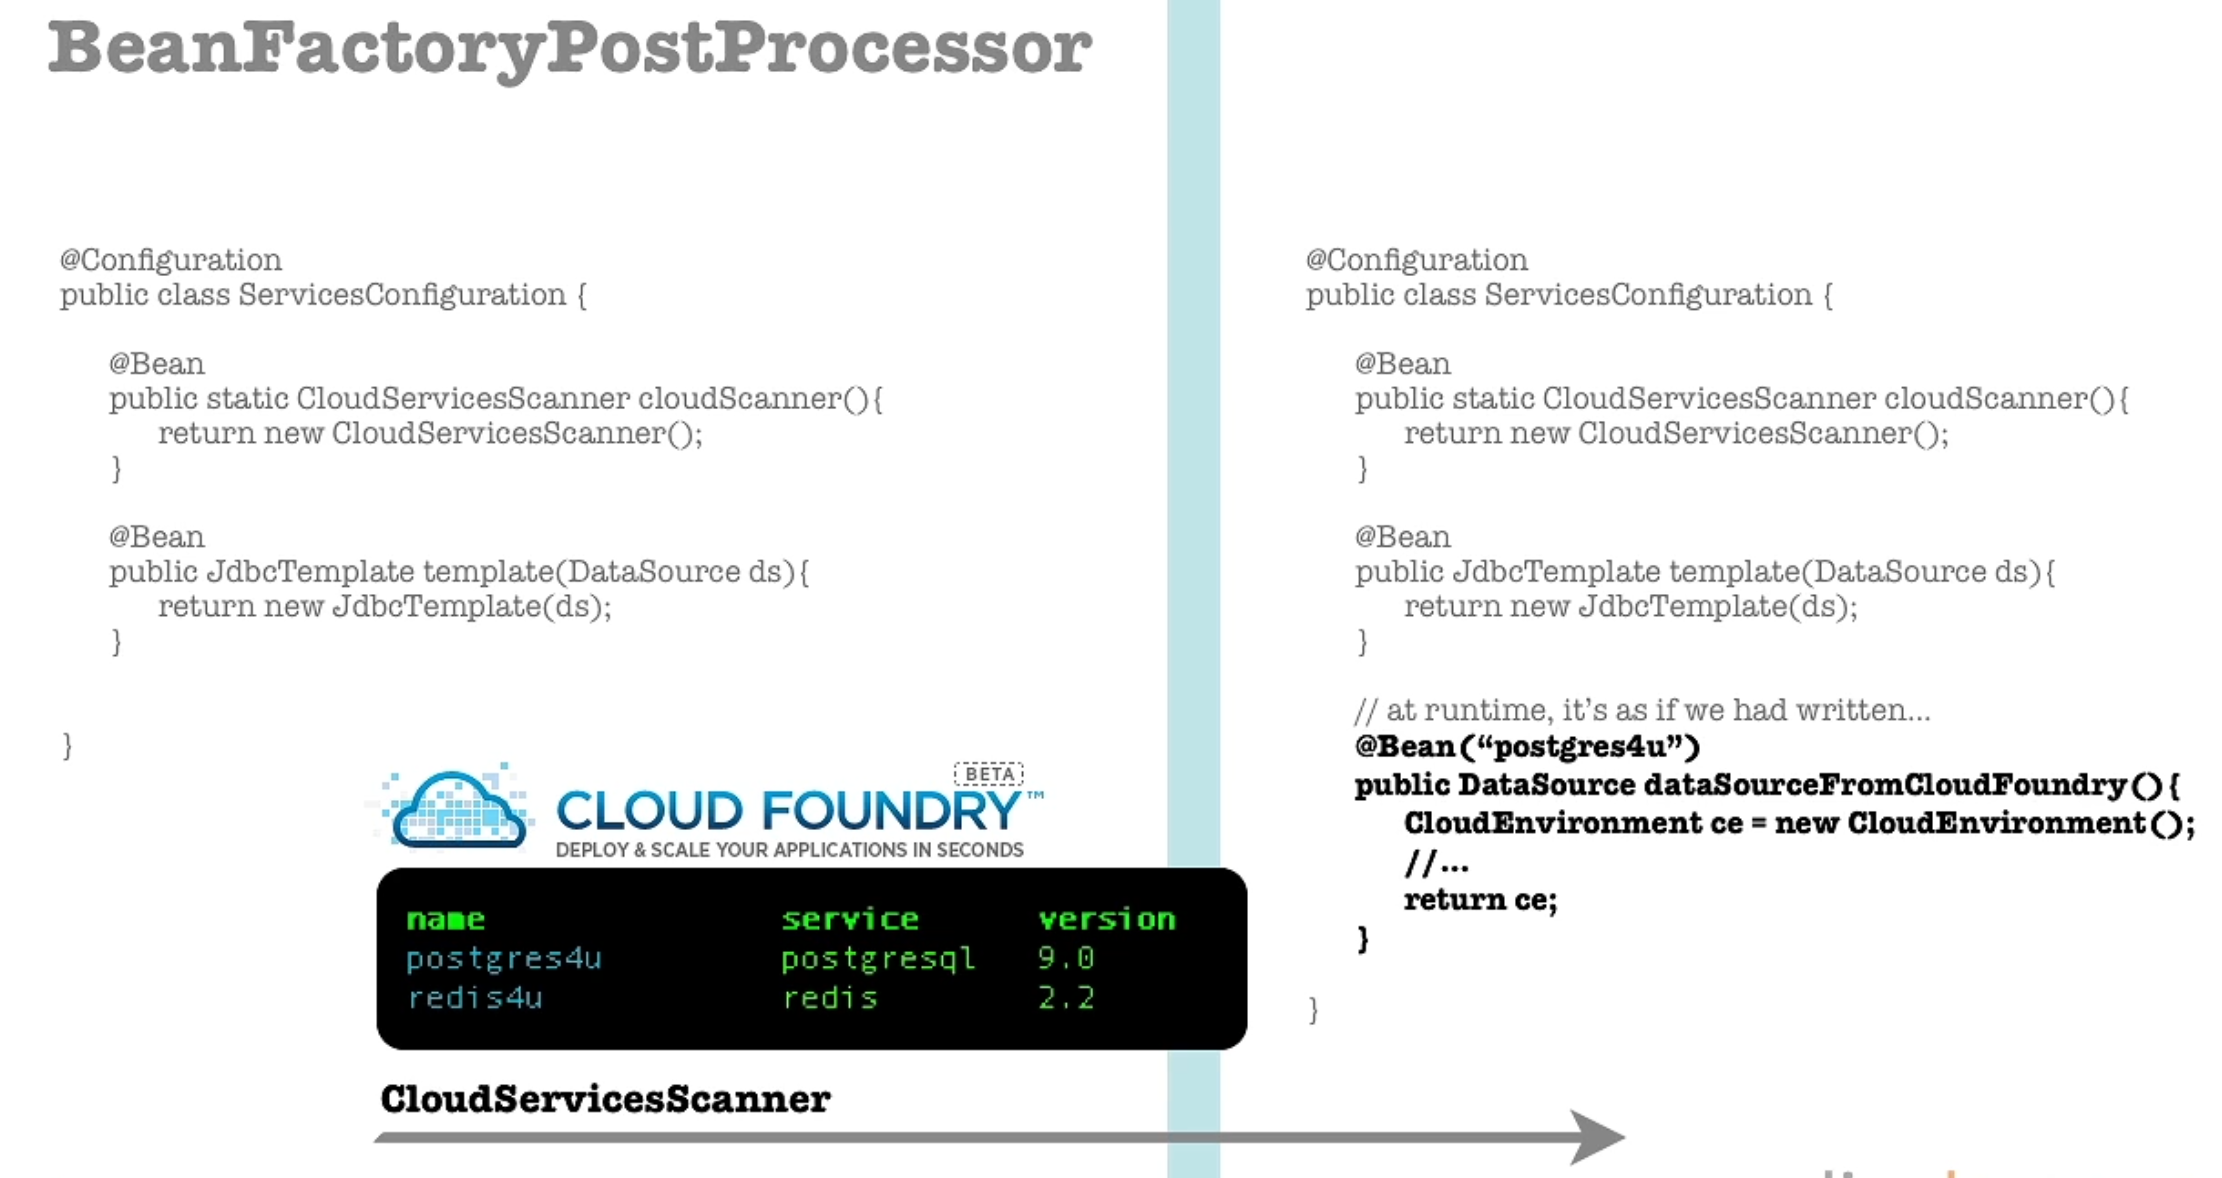 BeanFactoryPostProcessor
@Configuration
public class ServicesConfiguration {
@Bean
public static CloudServicesScanner cloudScanner(){
return new CloudServicesScanner();
}
@Bean
public JdbcTemplate template(DataSource ds){
return new JdbcTemplate(ds);
}
}
BETA
CLOUD FOUNDRY™
DEPLOY & SCALE YOUR APPLICATIONS IN SECONDS
name service version
postgres4u postgresql 9.0
redis4u redis 2.2
CloudServicesScanner
@Configuration
public class ServicesConfiguration {
@Bean
public static CloudServicesScanner cloudScanner(){
return new CloudServicesScanner();
}
@Bean
public JdbcTemplate template(DataSource ds){
return new JdbcTemplate(ds);
}
// at runtime, it’s as if we had written...
@Bean(“postgres4u”)
public DataSource dataSourceFromCloudFoundry(){
CloudEnvironment ce = new CloudEnvironment();
//...
return ce;
}
}